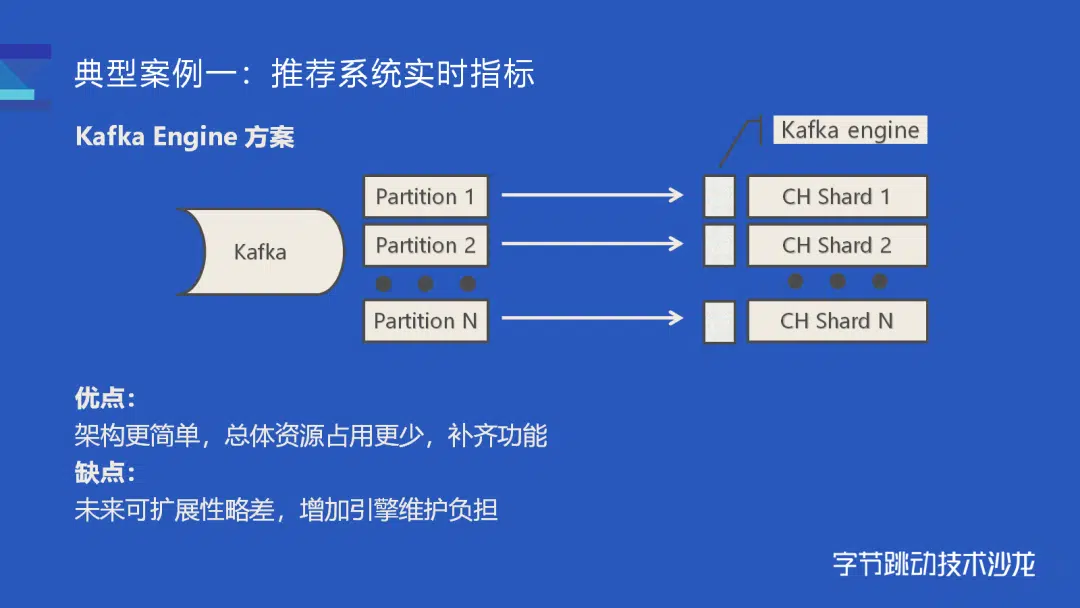 典型案例一：推荐系统实时指标
Kafka Engine 方案
Kafka engine
Partition 1
CH Shard 1
Kafka
Partition 2
CH Shard 2
Partition N
CH Shard N
优点：
架构更简单，总体资源占用更少，补齐功能
缺点：
未来可扩展性略差，增加引擎维护负担
字节跳动技术沙龙